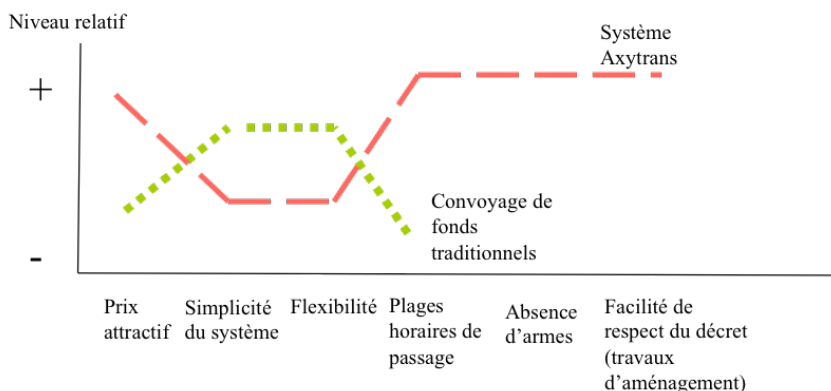 Niveau relatif
Système
Axytrans
+
Convoyage de
fonds
traditionnels
-
Prix
attractif
Simplicité
du système
Flexibilité
Plages
horaires de
passage
Absence
d’armes
Facilité de
respect du décret
(travaux
d’aménagement)